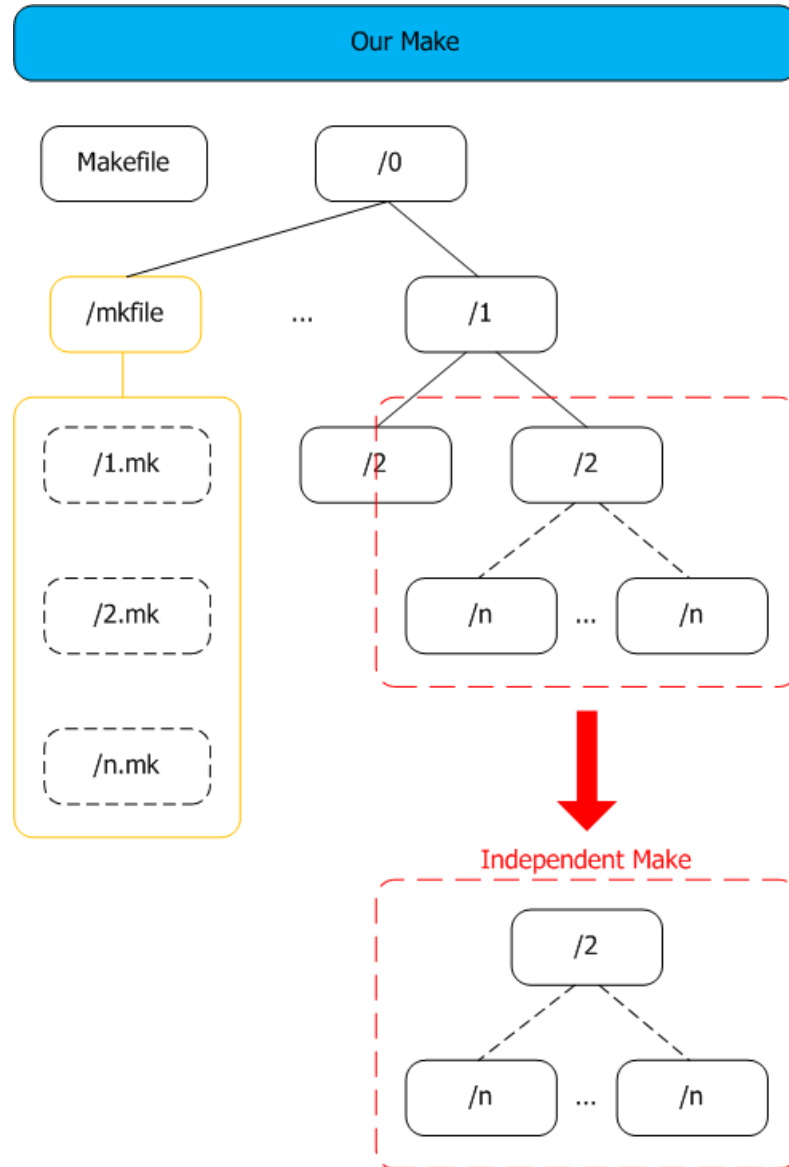 Our Make
Makefile
/0
/mkfile
...
/1
/1.mk
/2
/2
/2.mk
/n
...
/n
/n.mk
Independent Make
/2
/n
...
/n